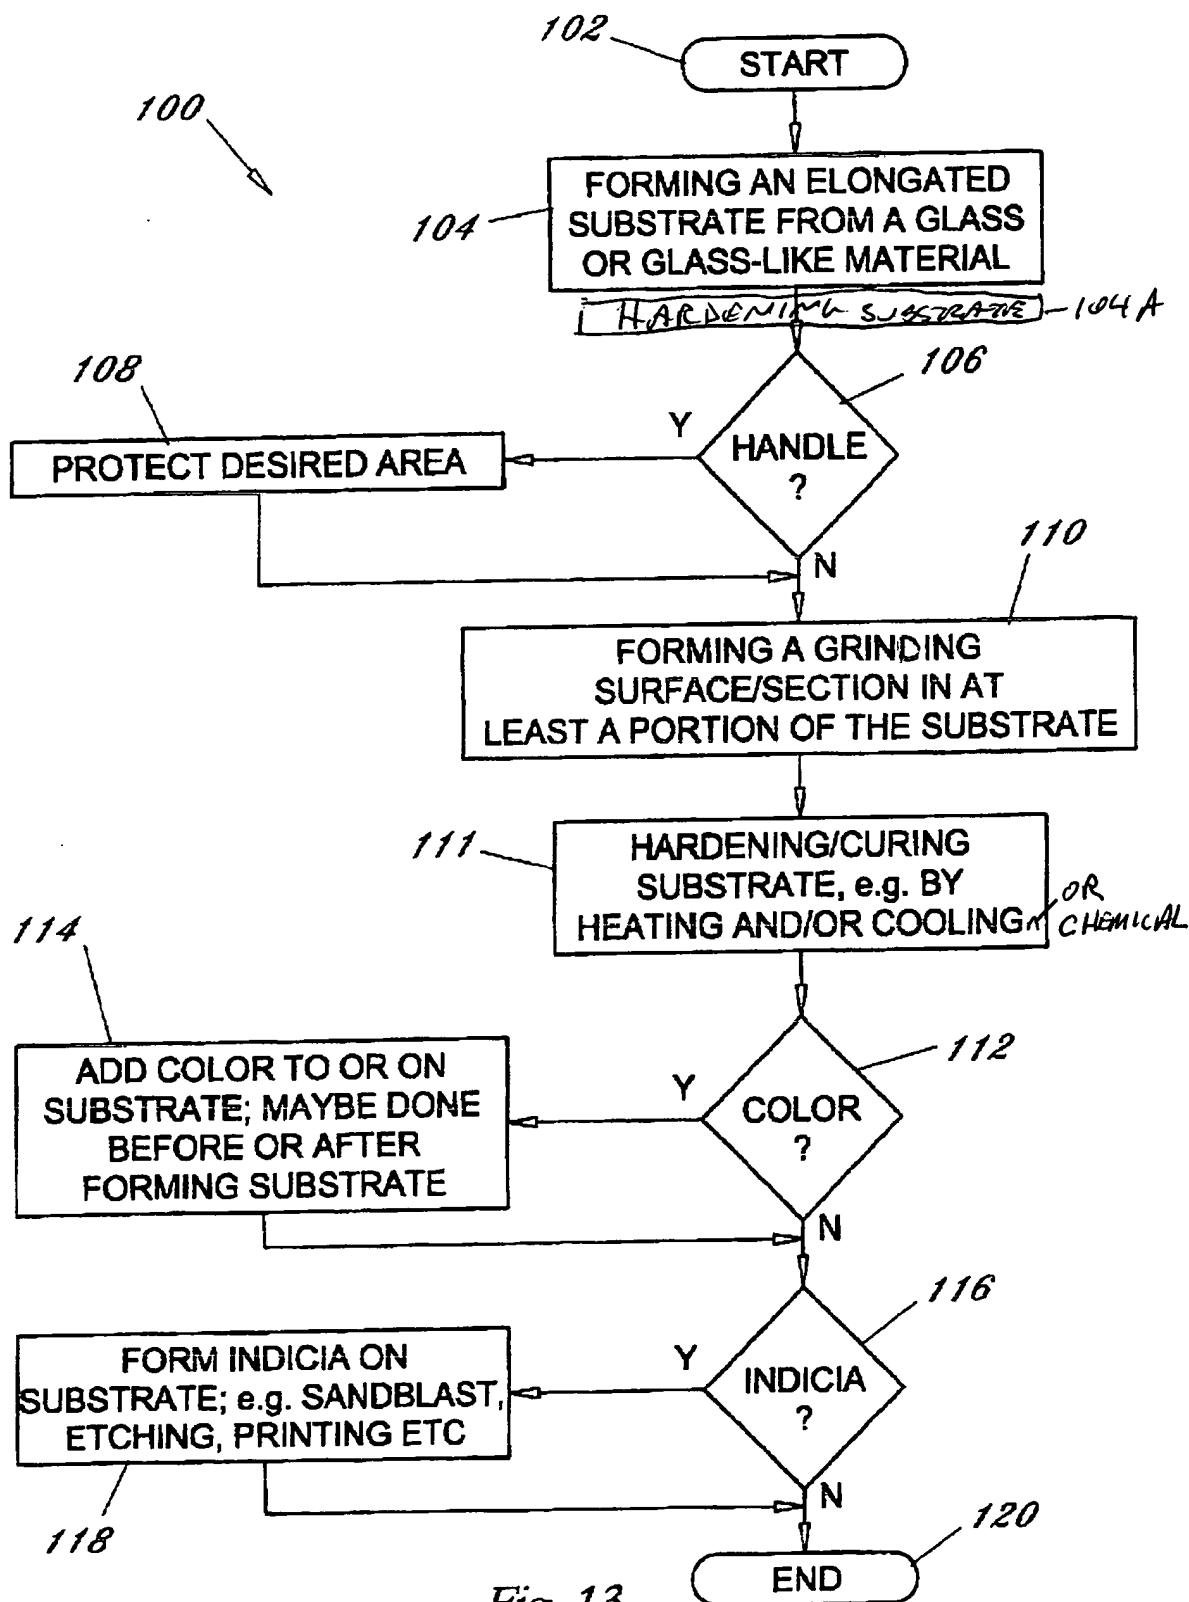 102
START
100
104
FORMING AN ELONGATED
SUBSTRATE FROM A GLASS
OR GLASS-LIKE MATERIAL
HARDENING SUBSTRATE 104A
108
106
Y
HANDLE
?
PROTECT DESIRED AREA
N
110
FORMING A GRINDING
SURFACE/SECTION IN AT
LEAST A PORTION OF THE SUBSTRATE
111
HARDENING/CURING
SUBSTRATE, e.g. BY
HEATING AND/OR COOLING
OR
CHEMICAL
114
112
ADD COLOR TO OR ON
SUBSTRATE; MAYBE DONE
BEFORE OR AFTER
FORMING SUBSTRATE
Y
COLOR
?
N
116
FORM INDICIA ON
SUBSTRATE; e.g. SANDBLAST,
ETCHING, PRINTING ETC
Y
INDICIA
?
N
118
120
END
Fig. 13